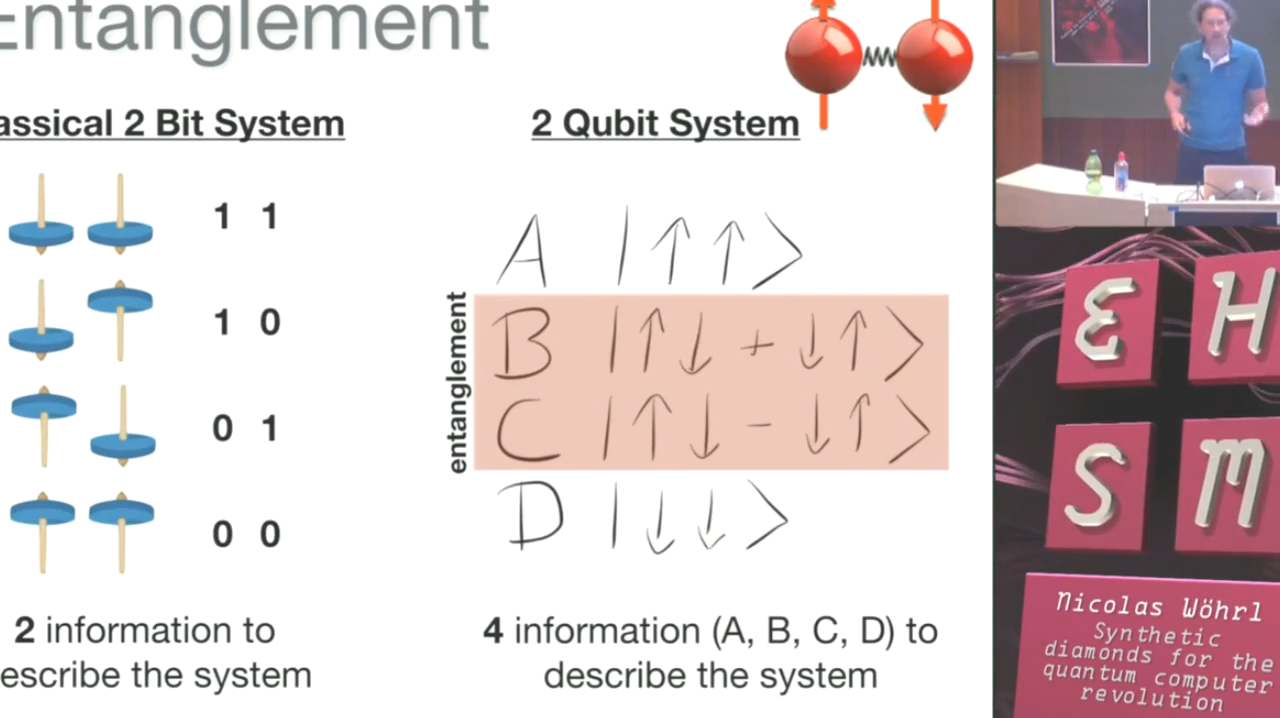 Entanglement
assical 2 Bit System
1 1
1 0
0 1
0 0
2 information to
escribe the system
2 Qubit System
A |↑↑⟩
entanglement
B |↑↓ + ↓↑⟩
C |↑↓ - ↓↑⟩
D |↓↓⟩
4 information (A, B, C, D) to
describe the system
E H
S M
Nicolas Wöhrl
Synthetic
diamonds for the
quantum computer
revolution